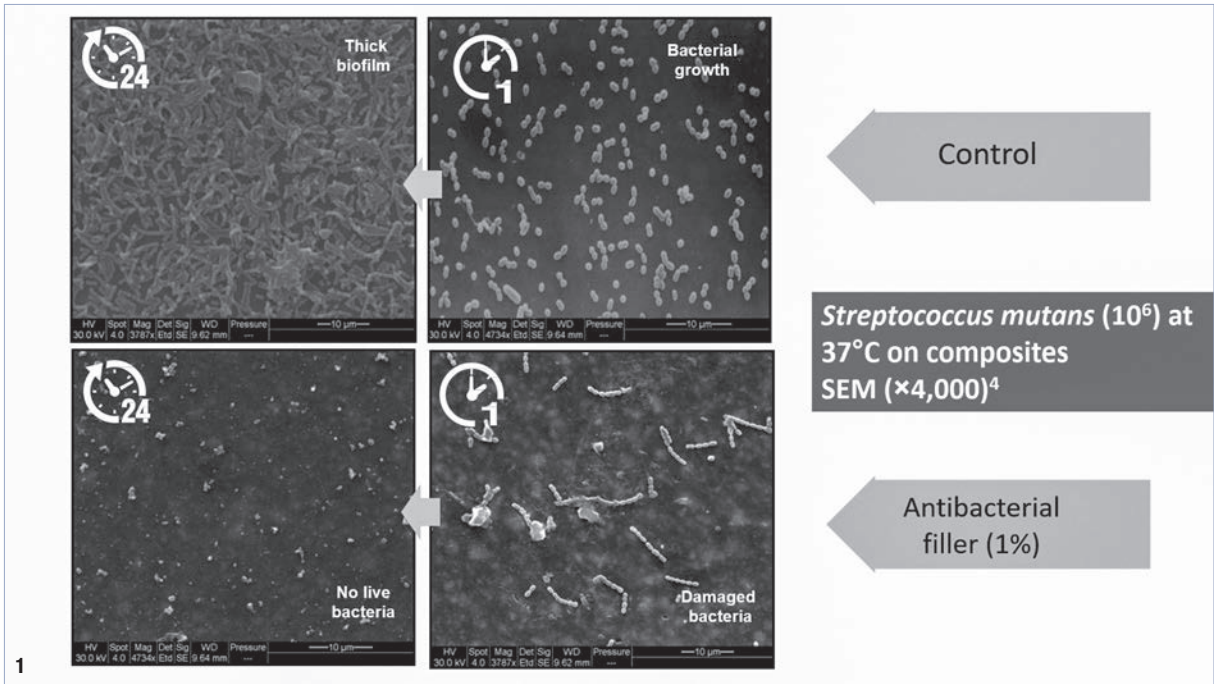 24
Thick
biofilm
HV Spot Mag Det Sig WD Pressure 10 µm
30.0 kV 4.0 3787x Etd SE 9.62 mm ---
1
Bacterial
growth
HV Spot Mag Det Sig WD Pressure 10 µm
30.0 kV 4.0 4734x Etd SE 9.64 mm ---
Control
Streptococcus mutans (10⁶) at
37°C on composites
SEM (×4,000)⁴
24
No live
bacteria
HV Spot Mag Det Sig WD Pressure 10 µm
30.0 kV 4.0 4734x Etd SE 9.64 mm ---
1
Damaged
bacteria
HV Spot Mag Det Sig WD Pressure 10 µm
30.0 kV 4.0 3787x Etd SE 9.62 mm ---
Antibacterial
filler (1%)
1